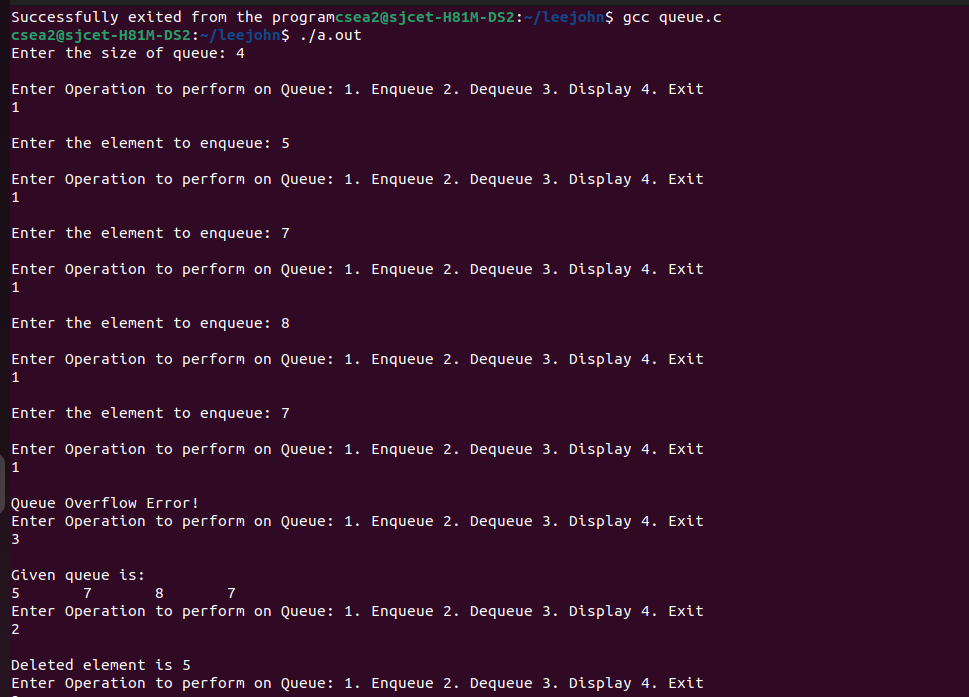 Successfully exited from the programcsea2@sjcet-H81M-DS2:~/leejohn$ gcc queue.c
csea2@sjcet-H81M-DS2:~/leejohn$ ./a.out
Enter the size of queue: 4
Enter Operation to perform on Queue: 1. Enqueue 2. Dequeue 3. Display 4. Exit
1
Enter the element to enqueue: 5
Enter Operation to perform on Queue: 1. Enqueue 2. Dequeue 3. Display 4. Exit
1
Enter the element to enqueue: 7
Enter Operation to perform on Queue: 1. Enqueue 2. Dequeue 3. Display 4. Exit
1
Enter the element to enqueue: 8
Enter Operation to perform on Queue: 1. Enqueue 2. Dequeue 3. Display 4. Exit
1
Enter the element to enqueue: 7
Enter Operation to perform on Queue: 1. Enqueue 2. Dequeue 3. Display 4. Exit
1
Queue Overflow Error!
Enter Operation to perform on Queue: 1. Enqueue 2. Dequeue 3. Display 4. Exit
3
Given queue is:
5 7 8 7
Enter Operation to perform on Queue: 1. Enqueue 2. Dequeue 3. Display 4. Exit
2
Deleted element is 5
Enter Operation to perform on Queue: 1. Enqueue 2. Dequeue 3. Display 4. Exit